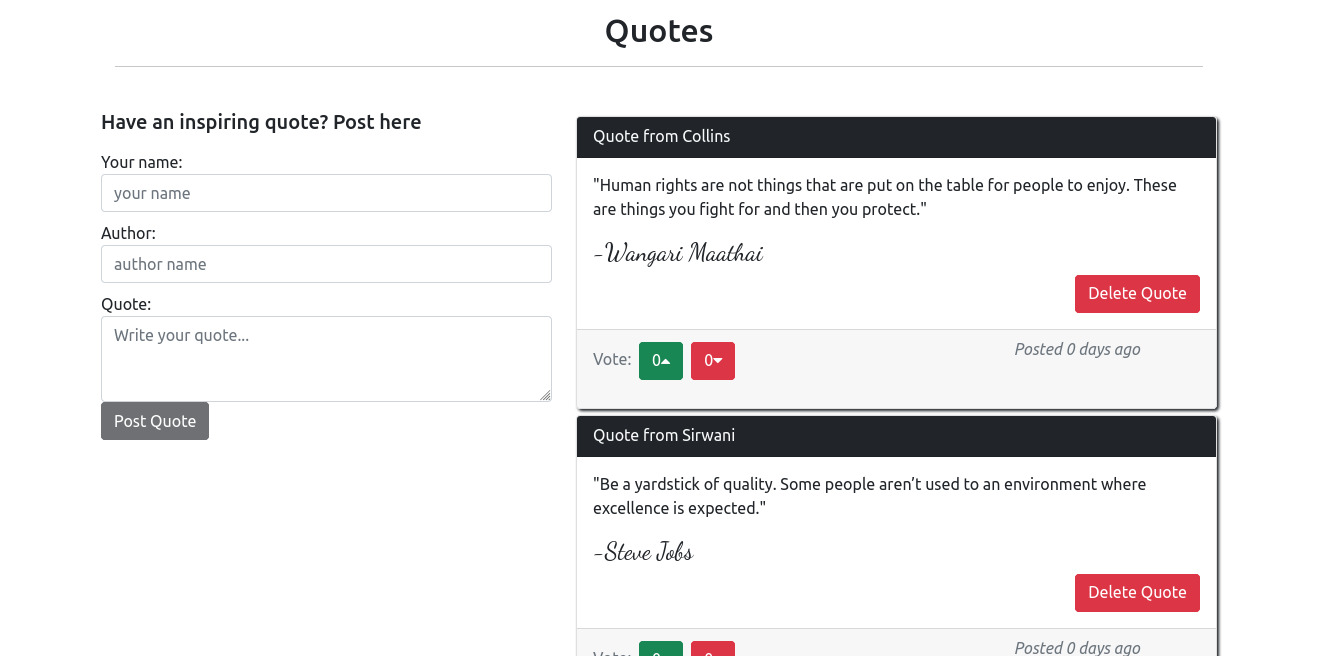 Quotes
Have an inspiring quote? Post here
Your name:
your name
Author:
author name
Quote:
Write your quote...
Post Quote
Quote from Collins
"Human rights are not things that are put on the table for people to enjoy. These
are things you fight for and then you protect."
-Wangari Maathai
Delete Quote
Vote: 0 0
Posted 0 days ago
Quote from Sirwani
"Be a yardstick of quality. Some people aren’t used to an environment where
excellence is expected."
-Steve Jobs
Delete Quote
Posted 0 days ago